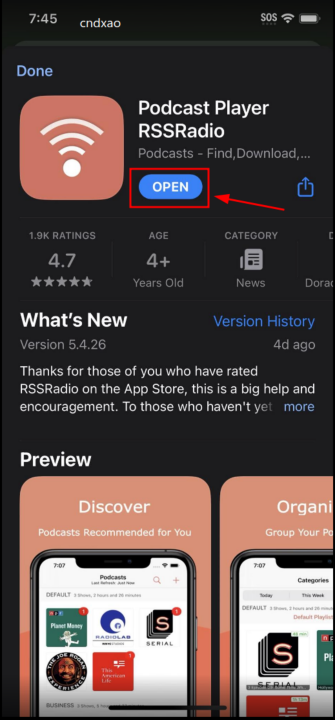 7:45
cndxao
SOS
Done
Podcast Player
RSSRadio
Podcasts - Find,Download,...
OPEN
1.9K RATINGS
AGE
CATEGORY
4.7
4+
★★★★★
Years Old
News
Dorad
What's New
Version History
Version 5.4.26
4d ago
Thanks for those of you who have rated
RSSRadio on the App Store, this is a big help and
encouragement. To those who haven't yet more
Preview
Discover
Podcasts Recommended for You
7:07
Podcasts
Last Refresh: Just Now
DEFAULT 3 Shows, 2 hours and 26 minutes
Planet Money
RADIOLAB
SERIAL
THE JOE ROGAN
EXPERIENCE
This
American
Life
BUSINESS
Organi
Group Your Po
7:07
Categories
Today
This Week
DEFAULT 3 Shows, 2 hours and 26 minutes
Default Playlist
SERIAL